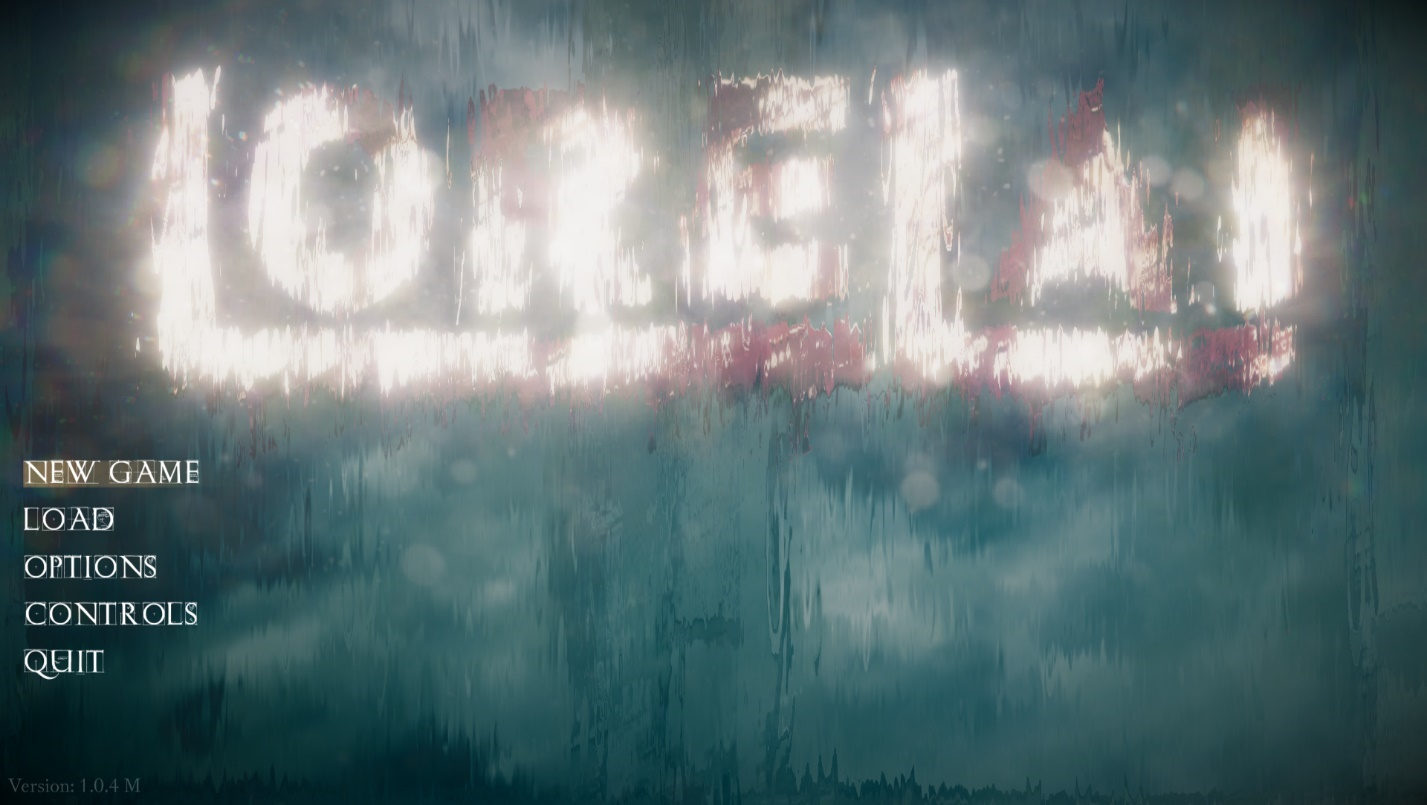 LORELAI
NEW GAME
LOAD
OPTIONS
CONTROLS
QUIT
Version: 1.0.4 M